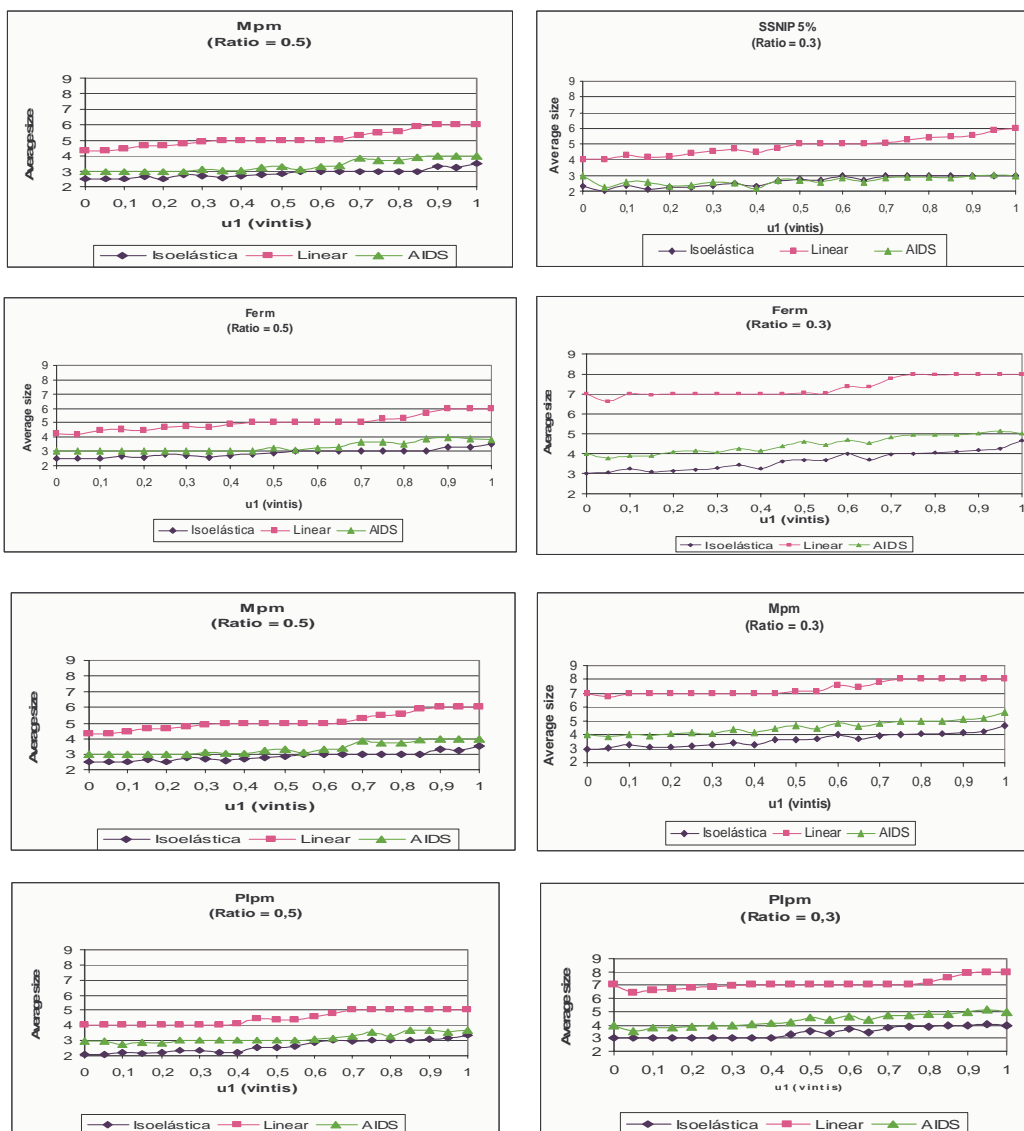 Mpm
(Ratio = 0.5)
Average size
9
8
7
6
5
4
3
2
0 0,1 0,2 0,3 0,4 0,5 0,6 0,7 0,8 0,9 1
u1 (vintis)
Isoelástica Linear AIDS
SSNIP 5%
(Ratio = 0.3)
Average size
9
8
7
6
5
4
3
2
0 0,1 0,2 0,3 0,4 0,5 0,6 0,7 0,8 0,9 1
u1 (vintis)
Isoelástica Linear AIDS
Ferm
(Ratio = 0.5)
Average size
9
8
7
6
5
4
3
2
0 0,1 0,2 0,3 0,4 0,5 0,6 0,7 0,8 0,9 1
u1 (vintis)
Isoelástica Linear AIDS
Ferm
(Ratio = 0.3)
Average size
9
8
7
6
5
4
3
2
0 0,1 0,2 0,3 0,4 0,5 0,6 0,7 0,8 0,9 1
u1 (vintis)
Isoelástica Linear AIDS
Mpm
(Ratio = 0.5)
Average size
9
8
7
6
5
4
3
2
0 0,1 0,2 0,3 0,4 0,5 0,6 0,7 0,8 0,9 1
u1 (vintis)
Isoelástica Linear AIDS
Mpm
(Ratio = 0.3)
Average size
9
8
7
6
5
4
3
2
0 0,1 0,2 0,3 0,4 0,5 0,6 0,7 0,8 0,9 1
u1 (vintis)
Isoelástica Linear AIDS
Plpm
(Ratio = 0,5)
Average size
9
8
7
6
5
4
3
2
0 0,1 0,2 0,3 0,4 0,5 0,6 0,7 0,8 0,9 1
u1 (vintis)
Isoelástica Linear AIDS
Plpm
(Ratio = 0,3)
Average size
9
8
7
6
5
4
3
2
0 0,1 0,2 0,3 0,4 0,5 0,6 0,7 0,8 0,9 1
u1 (vintis)
Isoelástica Linear AIDS